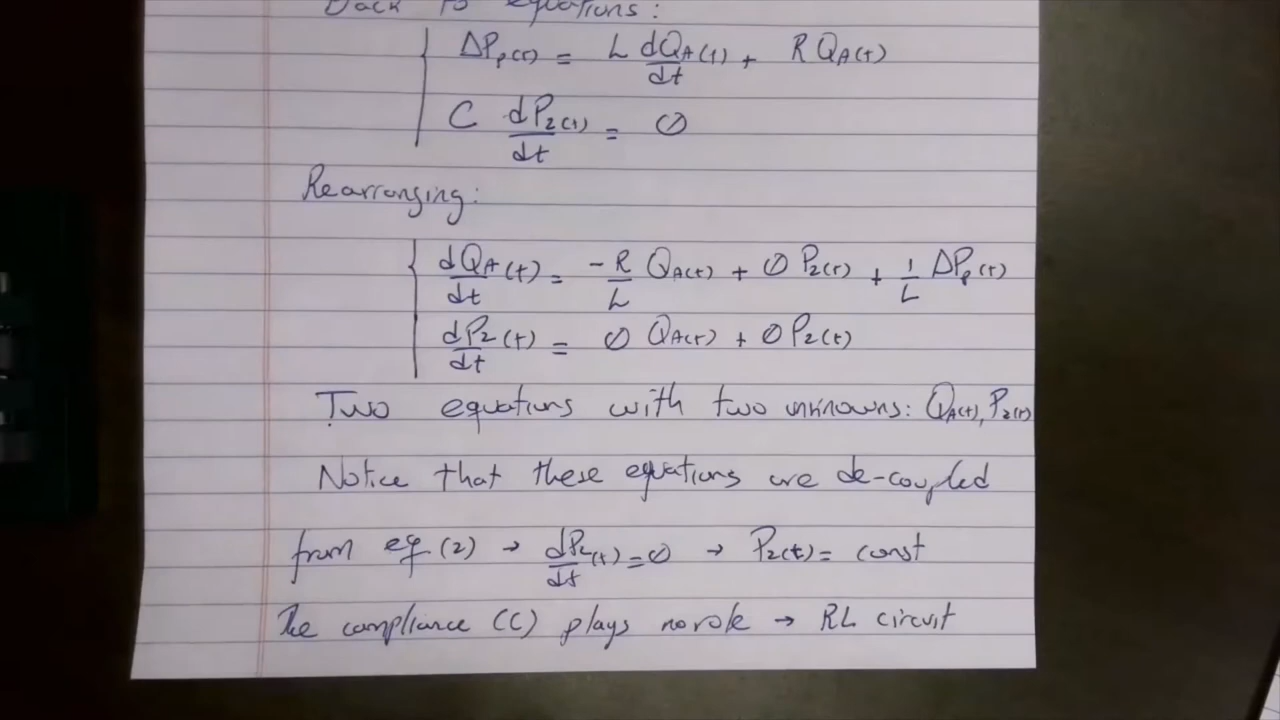 Back to equations:
ΔPp(t) = L dQA(t)/dt + R QA(t)
C dP2(t)/dt = 0
Rearranging:
dQA(t)/dt = -R/L QA(t) + 0 P2(t) + 1/L ΔPp(t)
dP2(t)/dt = 0 QA(t) + 0 P2(t)
Two equations with two unknowns: QA(t), P2(t)
Notice that these equations are de-coupled
from eq (2) → dP2(t)/dt = 0 → P2(t) = const
The compliance (C) plays no role → RL circuit